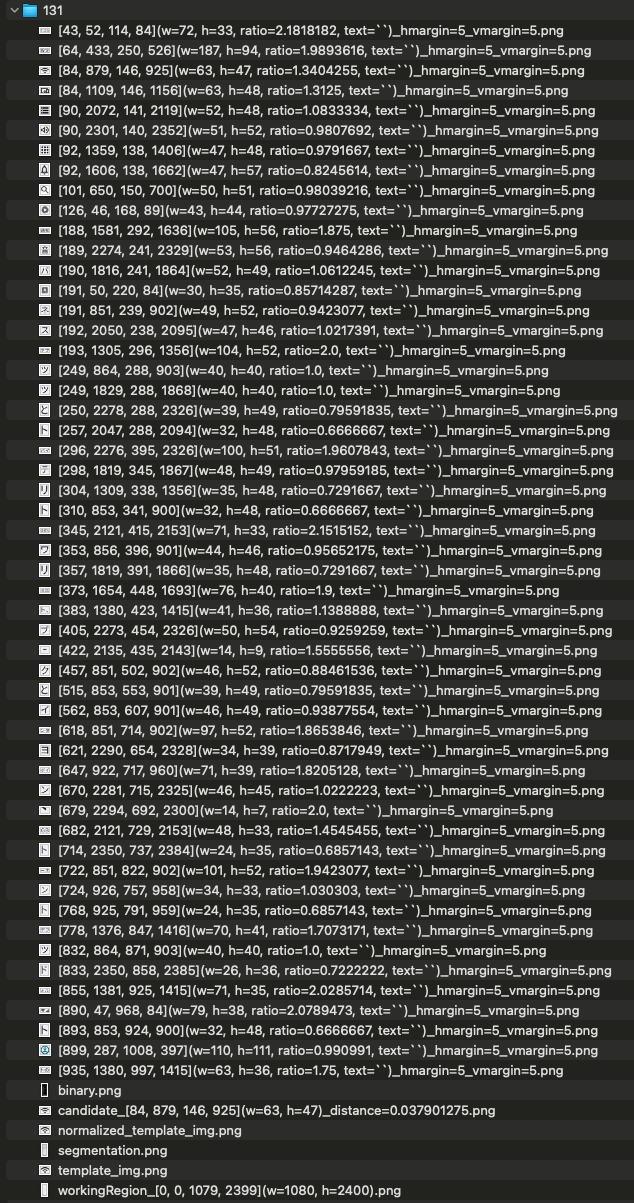 131
[43, 52, 114, 84](w=72, h=33, ratio=2.1818182, text=``)_hmargin=5_vmargin=5.png
[64, 433, 250, 526](w=187, h=94, ratio=1.9893616, text=``)_hmargin=5_vmargin=5.png
[84, 879, 146, 925](w=63, h=47, ratio=1.3404255, text=``)_hmargin=5_vmargin=5.png
[84, 1109, 146, 1156](w=63, h=48, ratio=1.3125, text=``)_hmargin=5_vmargin=5.png
[90, 2072, 141, 2119](w=52, h=48, ratio=1.0833334, text=``)_hmargin=5_vmargin=5.png
[90, 2301, 140, 2352](w=51, h=52, ratio=0.9807692, text=``)_hmargin=5_vmargin=5.png
[92, 1359, 138, 1406](w=47, h=48, ratio=0.9791667, text=``)_hmargin=5_vmargin=5.png
[92, 1606, 138, 1662](w=47, h=57, ratio=0.8245614, text=``)_hmargin=5_vmargin=5.png
[101, 650, 150, 700](w=50, h=51, ratio=0.98039216, text=``)_hmargin=5_vmargin=5.png
[126, 46, 168, 89](w=43, h=44, ratio=0.97727275, text=``)_hmargin=5_vmargin=5.png
[188, 1581, 292, 1636](w=105, h=56, ratio=1.875, text=``)_hmargin=5_vmargin=5.png
音 [189, 2274, 241, 2329](w=53, h=56, ratio=0.9464286, text=``)_hmargin=5_vmargin=5.png
バ [190, 1816, 241, 1864](w=52, h=49, ratio=1.0612245, text=``)_hmargin=5_vmargin=5.png
[191, 50, 220, 84](w=30, h=35, ratio=0.85714287, text=``)_hmargin=5_vmargin=5.png
ネ [191, 851, 239, 902](w=49, h=52, ratio=0.9423077, text=``)_hmargin=5_vmargin=5.png
ス [192, 2050, 238, 2095](w=47, h=46, ratio=1.0217391, text=``)_hmargin=5_vmargin=5.png
[193, 1305, 296, 1356](w=104, h=52, ratio=2.0, text=``)_hmargin=5_vmargin=5.png
ッ [249, 864, 288, 903](w=40, h=40, ratio=1.0, text=``)_hmargin=5_vmargin=5.png
ッ [249, 1829, 288, 1868](w=40, h=40, ratio=1.0, text=``)_hmargin=5_vmargin=5.png
と [250, 2278, 288, 2326](w=39, h=49, ratio=0.79591835, text=``)_hmargin=5_vmargin=5.png
ト [257, 2047, 288, 2094](w=32, h=48, ratio=0.6666667, text=``)_hmargin=5_vmargin=5.png
[296, 2276, 395, 2326](w=100, h=51, ratio=1.9607843, text=``)_hmargin=5_vmargin=5.png
テ [298, 1819, 345, 1867](w=48, h=49, ratio=0.97959185, text=``)_hmargin=5_vmargin=5.png
リ [304, 1309, 338, 1356](w=35, h=48, ratio=0.7291667, text=``)_hmargin=5_vmargin=5.png
ト [310, 853, 341, 900](w=32, h=48, ratio=0.6666667, text=``)_hmargin=5_vmargin=5.png
[345, 2121, 415, 2153](w=71, h=33, ratio=2.1515152, text=``)_hmargin=5_vmargin=5.png
ワ [353, 856, 396, 901](w=44, h=46, ratio=0.95652175, text=``)_hmargin=5_vmargin=5.png
リ [357, 1819, 391, 1866](w=35, h=48, ratio=0.7291667, text=``)_hmargin=5_vmargin=5.png
[373, 1654, 448, 1693](w=76, h=40, ratio=1.9, text=``)_hmargin=5_vmargin=5.png
[383, 1380, 423, 1415](w=41, h=36, ratio=1.1388888, text=``)_hmargin=5_vmargin=5.png
プ [405, 2273, 454, 2326](w=50, h=54, ratio=0.9259259, text=``)_hmargin=5_vmargin=5.png
[422, 2135, 435, 2143](w=14, h=9, ratio=1.5555556, text=``)_hmargin=5_vmargin=5.png
ク [457, 851, 502, 902](w=46, h=52, ratio=0.88461536, text=``)_hmargin=5_vmargin=5.png
と [515, 853, 553, 901](w=39, h=49, ratio=0.79591835, text=``)_hmargin=5_vmargin=5.png
イ [562, 853, 607, 901](w=46, h=49, ratio=0.93877554, text=``)_hmargin=5_vmargin=5.png
[618, 851, 714, 902](w=97, h=52, ratio=1.8653846, text=``)_hmargin=5_vmargin=5.png
ヨ [621, 2290, 654, 2328](w=34, h=39, ratio=0.8717949, text=``)_hmargin=5_vmargin=5.png
[647, 922, 717, 960](w=71, h=39, ratio=1.8205128, text=``)_hmargin=5_vmargin=5.png
ン [670, 2281, 715, 2325](w=46, h=45, ratio=1.0222223, text=``)_hmargin=5_vmargin=5.png
[679, 2294, 692, 2300](w=14, h=7, ratio=2.0, text=``)_hmargin=5_vmargin=5.png
[682, 2121, 729, 2153](w=48, h=33, ratio=1.4545455, text=``)_hmargin=5_vmargin=5.png
ト [714, 2350, 737, 2384](w=24, h=35, ratio=0.6857143, text=``)_hmargin=5_vmargin=5.png
[722, 851, 822, 902](w=101, h=52, ratio=1.9423077, text=``)_hmargin=5_vmargin=5.png
ン [724, 926, 757, 958](w=34, h=33, ratio=1.030303, text=``)_hmargin=5_vmargin=5.png
ト [768, 925, 791, 959](w=24, h=35, ratio=0.6857143, text=``)_hmargin=5_vmargin=5.png
[778, 1376, 847, 1416](w=70, h=41, ratio=1.7073171, text=``)_hmargin=5_vmargin=5.png
ッ [832, 864, 871, 903](w=40, h=40, ratio=1.0, text=``)_hmargin=5_vmargin=5.png
ド [833, 2350, 858, 2385](w=26, h=36, ratio=0.7222222, text=``)_hmargin=5_vmargin=5.png
[855, 1381, 925, 1415](w=71, h=35, ratio=2.0285714, text=``)_hmargin=5_vmargin=5.png
[890, 47, 968, 84](w=79, h=38, ratio=2.0789473, text=``)_hmargin=5_vmargin=5.png
ト [893, 853, 924, 900](w=32, h=48, ratio=0.6666667, text=``)_hmargin=5_vmargin=5.png
[899, 287, 1008, 397](w=110, h=111, ratio=0.990991, text=``)_hmargin=5_vmargin=5.png
[935, 1380, 997, 1415](w=63, h=36, ratio=1.75, text=``)_hmargin=5_vmargin=5.png
binary.png
candidate_[84, 879, 146, 925](w=63, h=47)_distance=0.037901275.png
normalized_template_img.png
segmentation.png
template_img.png
workingRegion_[0, 0, 1079, 2399](w=1080, h=2400).png